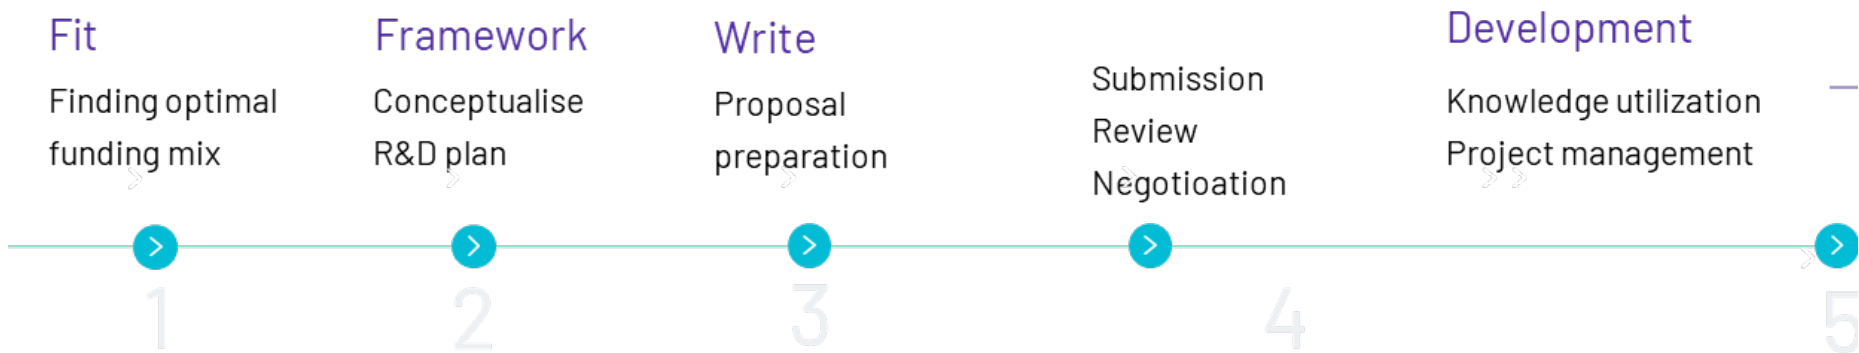 Fit
Finding optimal
funding mix
Framework
Conceptualise
R&D plan
Write
Proposal
preparation
Submission
Review
Negotioation
Development
Knowledge utilization
Project management
1
2
3
4
5